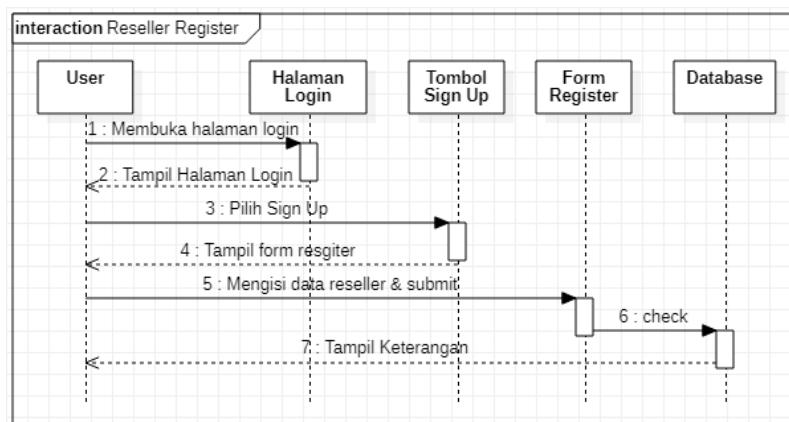 interaction Reseller Register
User
Halaman
Login
Tombol
Sign Up
Form
Register
Database
1 : Membuka halaman login
2 : Tampil Halaman Login
3 : Pilih Sign Up
4 : Tampil form resgiter
5 : Mengisi data reseller & submit
6 : check
7 : Tampil Keterangan